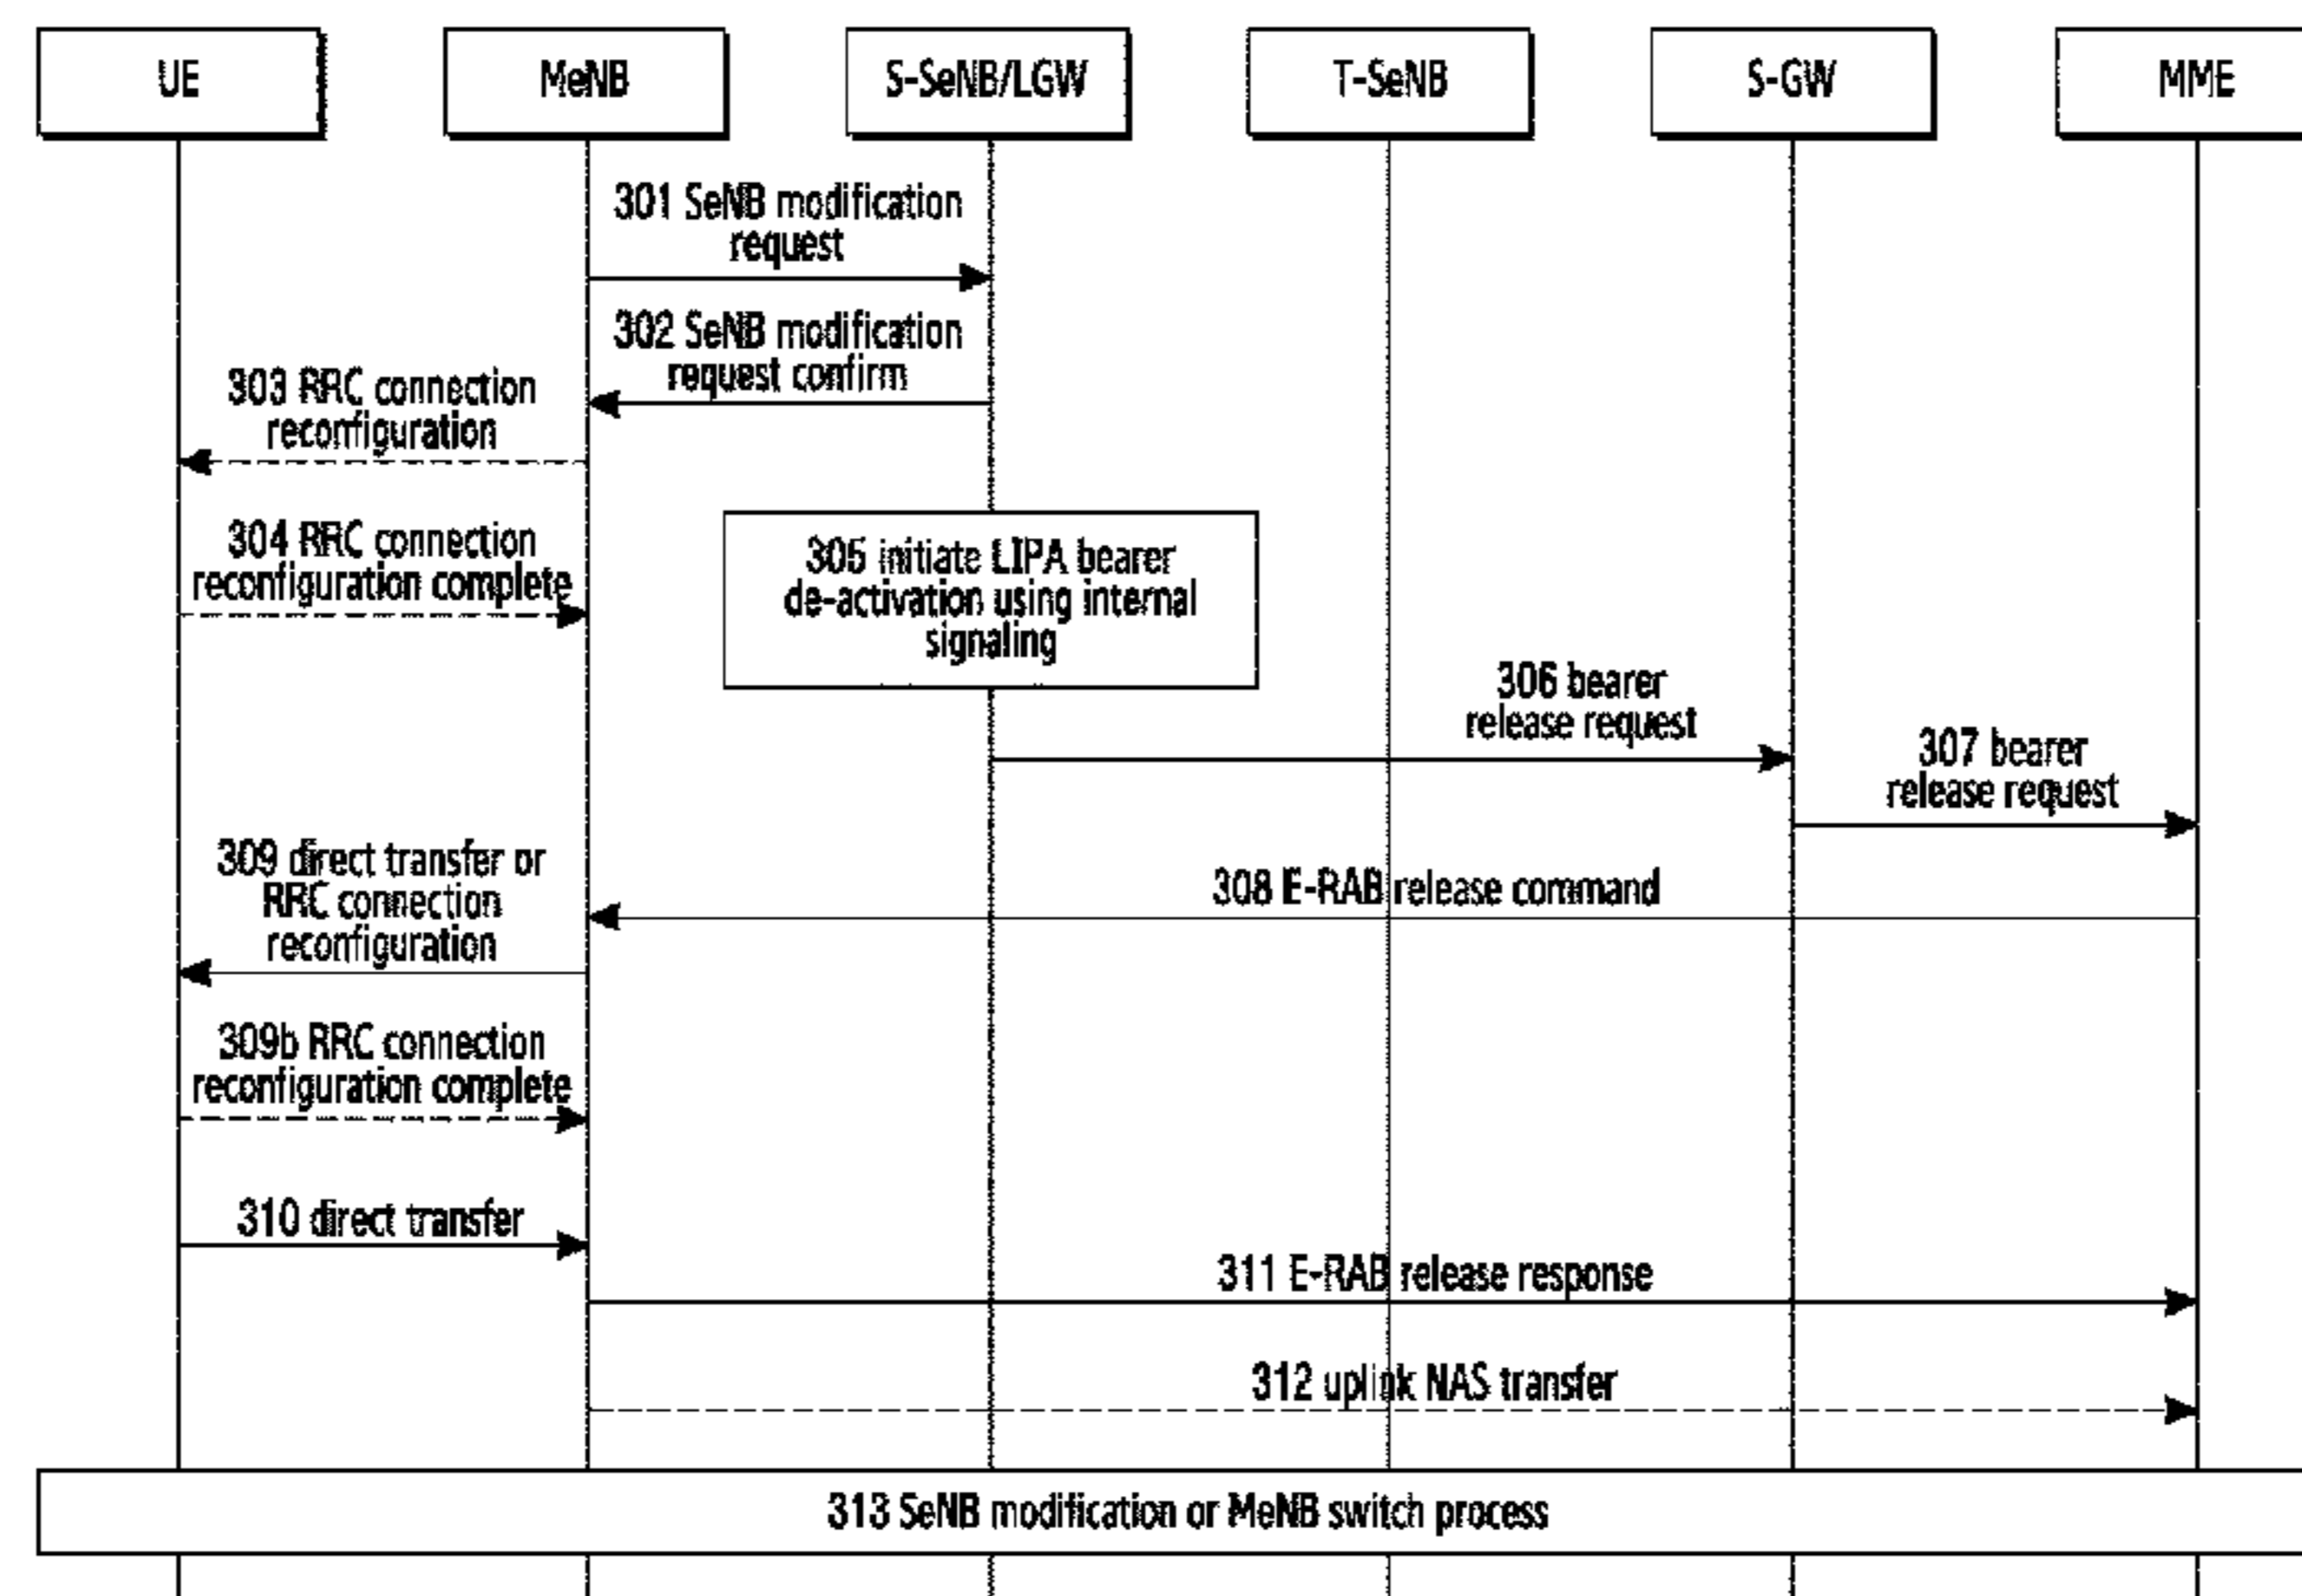 UE
MeNB
S-SeNB/LGW
T-SeNB
S-GW
MME
301 SeNB modification
request
302 SeNB modification
request confirm
303 RRC connection
reconfiguration
304 RRC connection
reconfiguration complete
305 initiate LIPA bearer
de-activation using internal
signaling
306 bearer
release request
307 bearer
release request
308 E-RAB release command
309 direct transfer or
RRC connection
reconfiguration
309b RRC connection
reconfiguration complete
310 direct transfer
311 E-RAB release response
312 uplink NAS transfer
313 SeNB modification or MeNB switch process